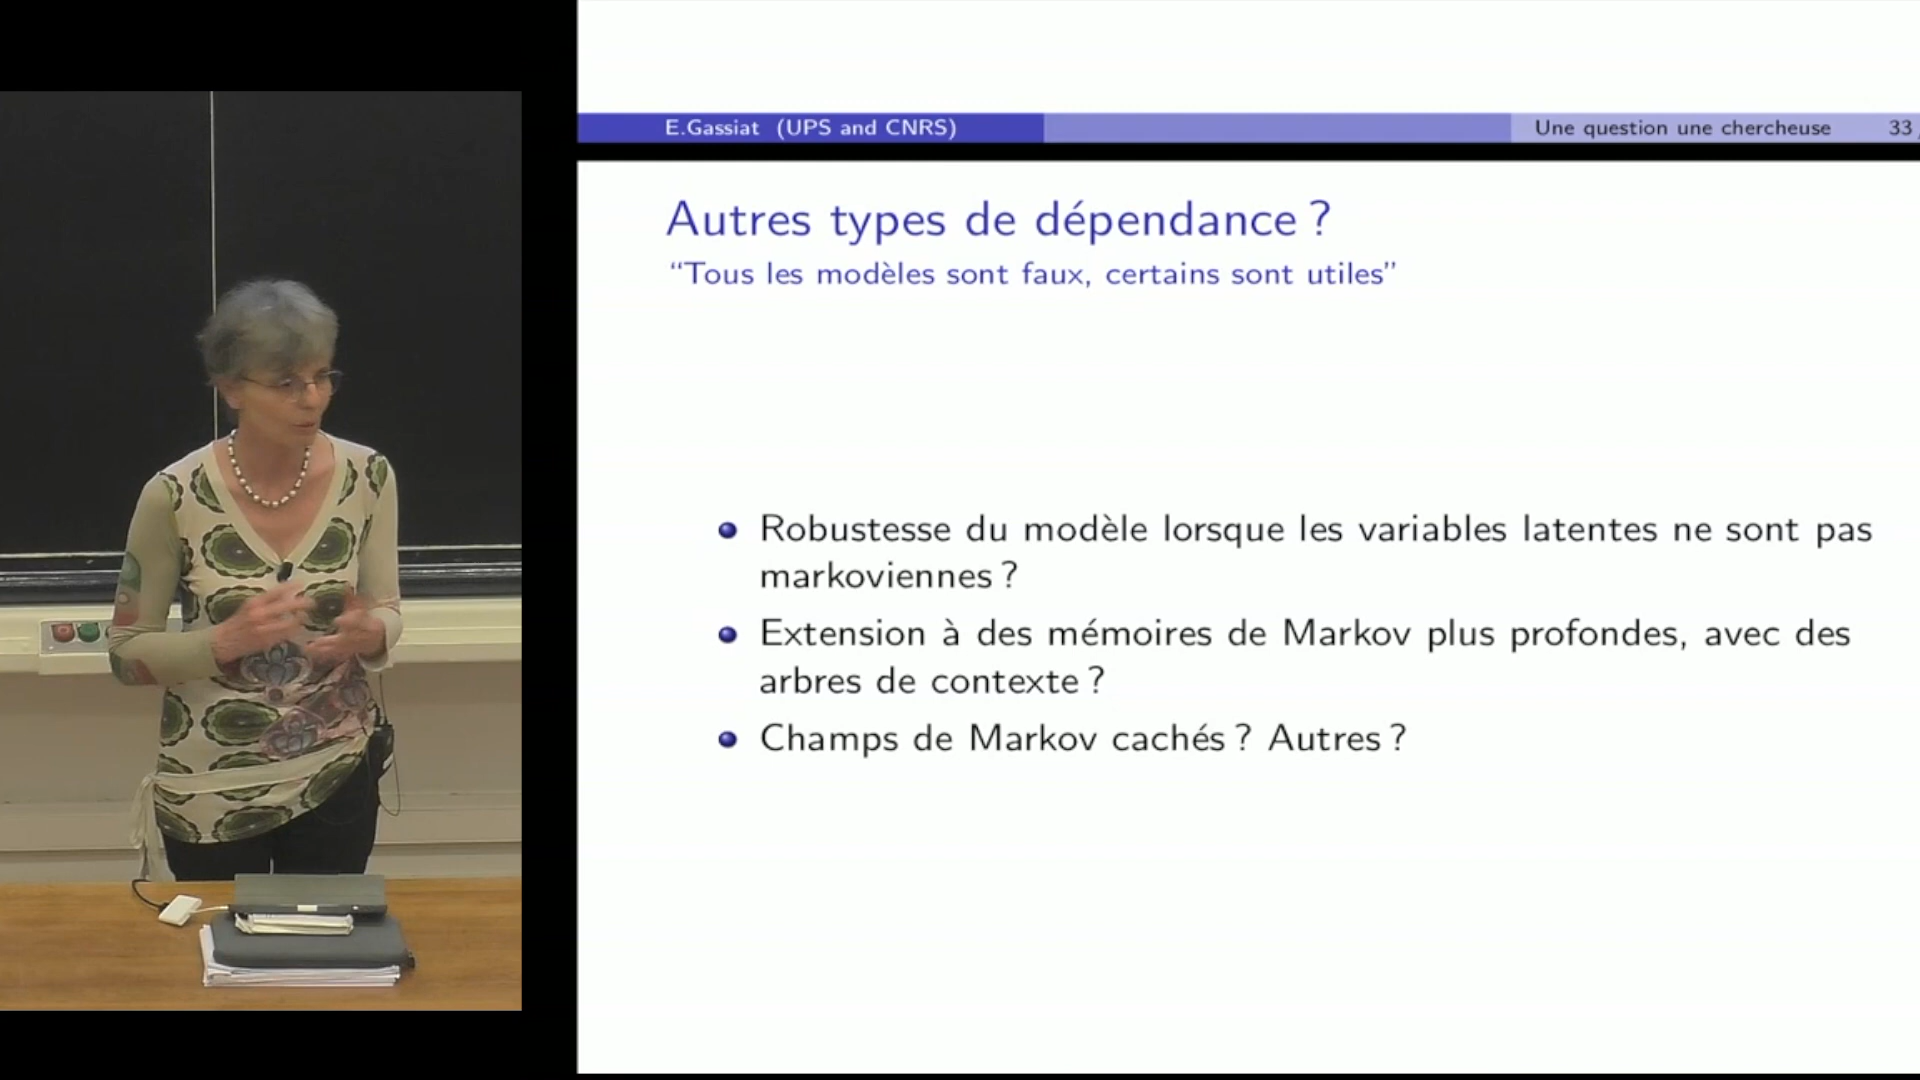 E.Gassiat (UPS and CNRS)
Une question une chercheuse 33
Autres types de dépendance ?
“Tous les modèles sont faux, certains sont utiles”
Robustesse du modèle lorsque les variables latentes ne sont pas
markoviennes ?
Extension à des mémoires de Markov plus profondes, avec des
arbres de contexte ?
Champs de Markov cachés ? Autres ?